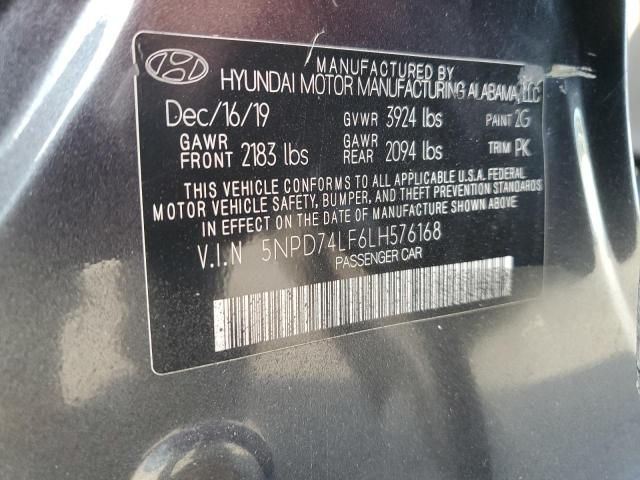 MANUFACTURED BY
HYUNDAI MOTOR MANUFACTURING ALABAMA, LLC
Dec/16/19 GVWR 3924 lbs PAINT 2G
GAWR FRONT 2183 lbs GAWR REAR 2094 lbs TRIM PK
THIS VEHICLE CONFORMS TO ALL APPLICABLE U.S.A. FEDERAL
MOTOR VEHICLE SAFETY, BUMPER, AND THEFT PREVENTION STANDARDS
IN EFFECT ON THE DATE OF MANUFACTURE SHOWN ABOVE.
V.I.N 5NPD74LF6LH576168
PASSENGER CAR